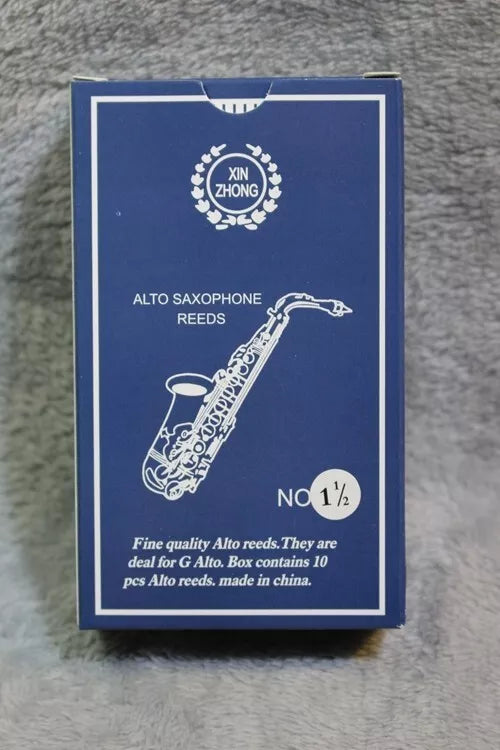 XIN
ZHONG
ALTO SAXOPHONE
REEDS
NO 1½
Fine quality Alto reeds.They are
deal for G Alto. Box contains 10
pcs Alto reeds. made in china.